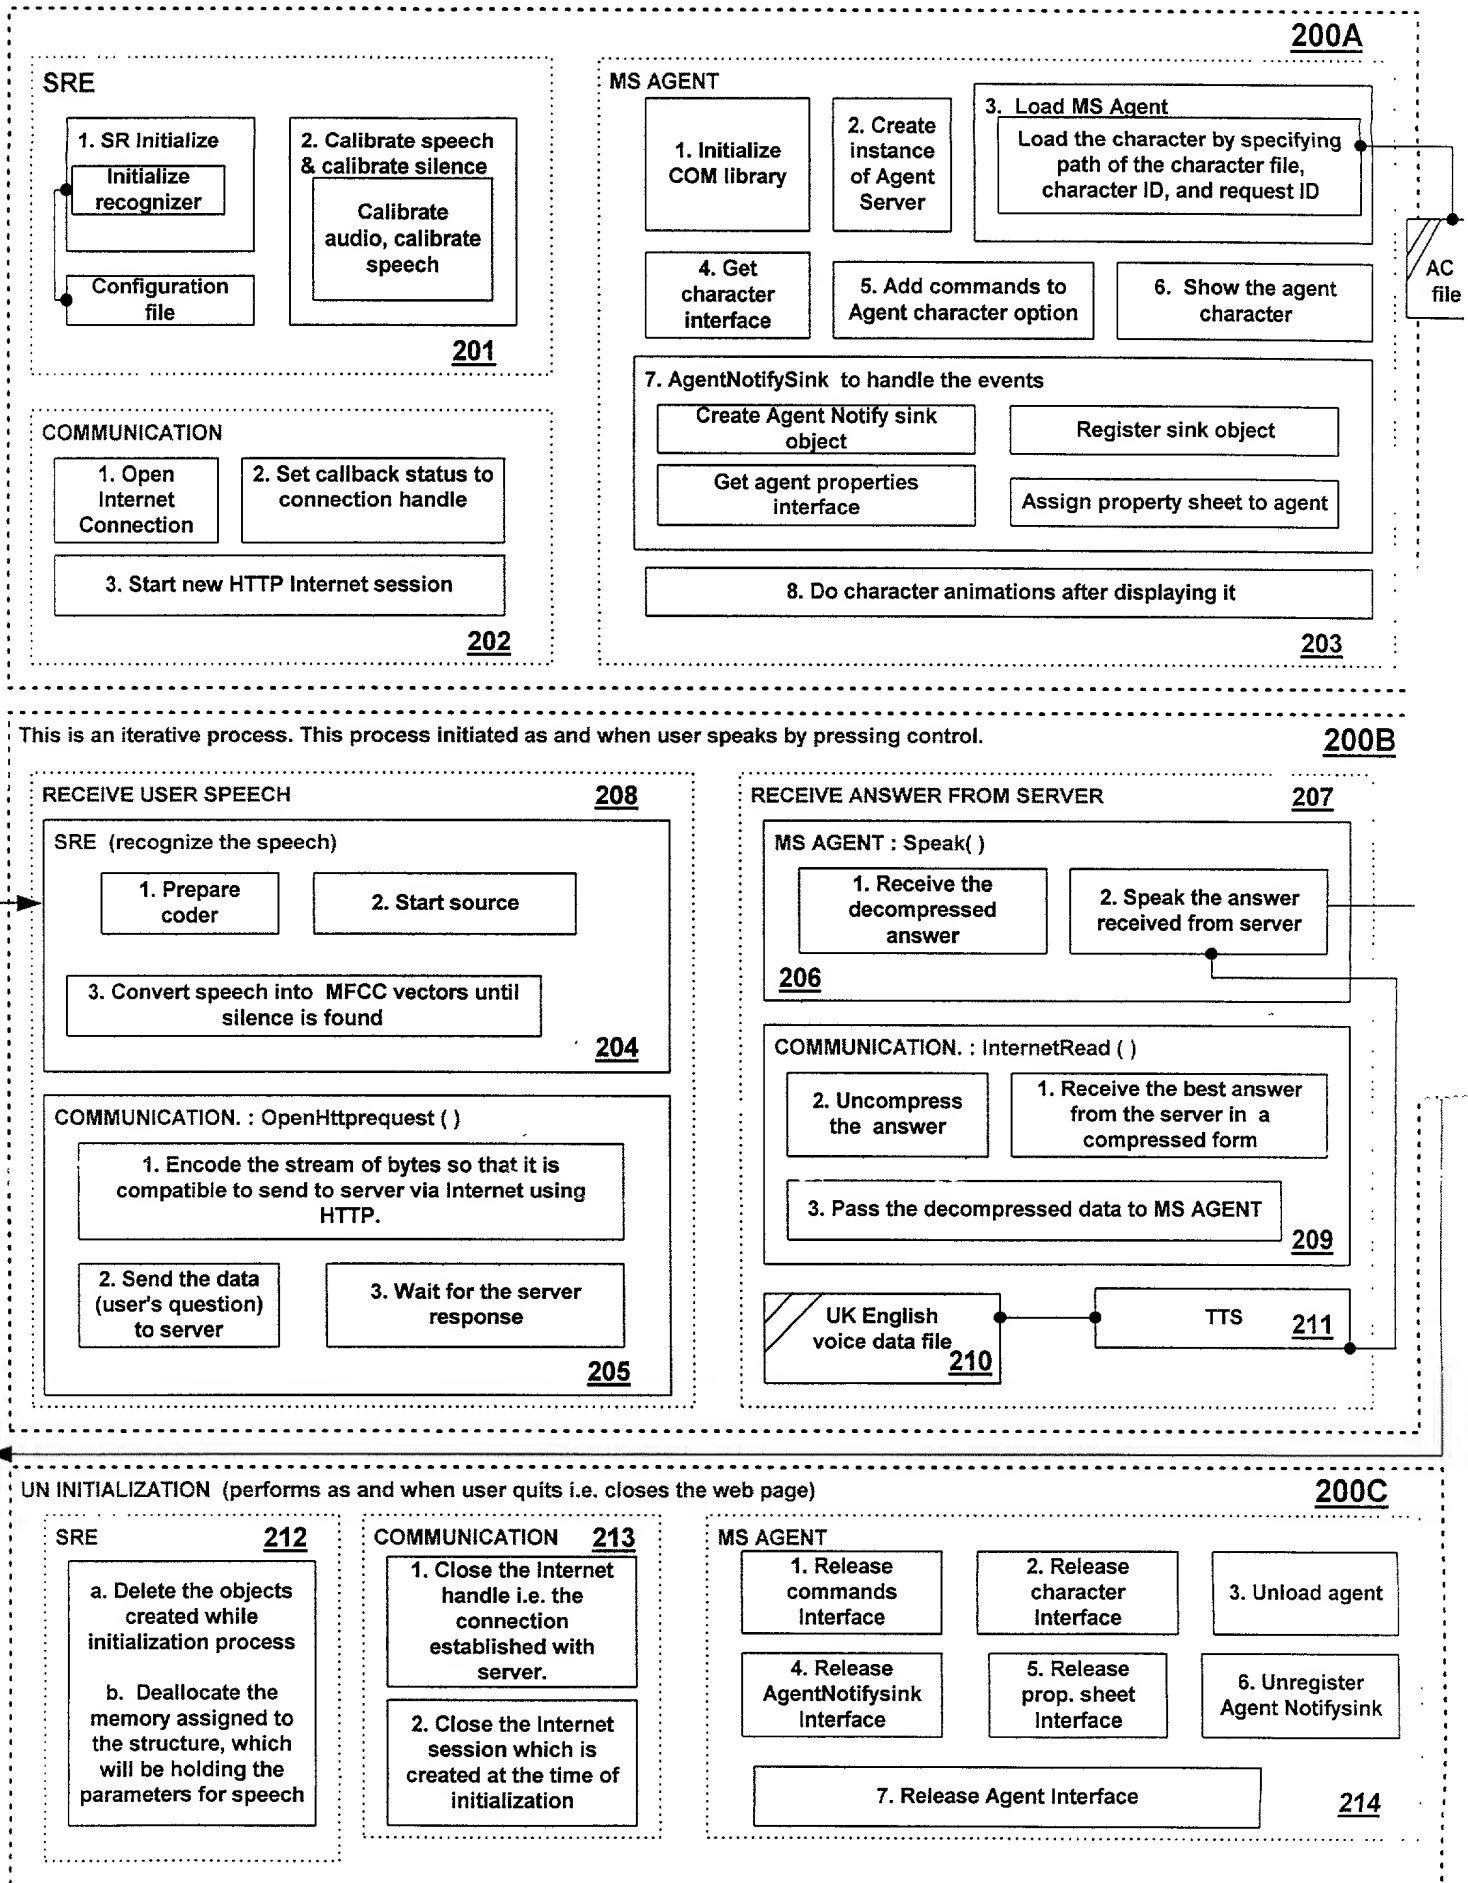 200A
SRE
1. SR Initialize
Initialize
recognizer
Configuration
file
2. Calibrate speech
& calibrate silence
Calibrate
audio, calibrate
speech
201
COMMUNICATION
1. Open
Internet
Connection
2. Set callback status to
connection handle
3. Start new HTTP Internet session
202
MS AGENT
1. Initialize
COM library
2. Create
instance
of Agent
Server
3. Load MS Agent
Load the character by specifying
path of the character file,
character ID, and request ID
AC
file
4. Get
character
interface
5. Add commands to
Agent character option
6. Show the agent
character
7. AgentNotifySink to handle the events
Create Agent Notify sink
object
Register sink object
Get agent properties
interface
Assign property sheet to agent
8. Do character animations after displaying it
203
This is an iterative process. This process initiated as and when user speaks by pressing control.
200B
RECEIVE USER SPEECH
208
SRE (recognize the speech)
1. Prepare
coder
2. Start source
3. Convert speech into MFCC vectors until
silence is found
204
COMMUNICATION. : OpenHttprequest ( )
1. Encode the stream of bytes so that it is
compatible to send to server via Internet using
HTTP.
2. Send the data
(user's question)
to server
3. Wait for the server
response
205
RECEIVE ANSWER FROM SERVER
207
MS AGENT : Speak( )
1. Receive the
decompressed
answer
2. Speak the answer
received from server
206
COMMUNICATION. : InternetRead ( )
2. Uncompress
the answer
1. Receive the best answer
from the server in a
compressed form
3. Pass the decompressed data to MS AGENT
209
UK English
voice data file
210
TTS
211
UN INITIALIZATION (performs as and when user quits i.e. closes the web page)
200C
SRE
212
a. Delete the objects
created while
initialization process
b. Deallocate the
memory assigned to
the structure, which
will be holding the
parameters for speech
COMMUNICATION
213
1. Close the Internet
handle i.e. the
connection
established with
server.
2. Close the Internet
session which is
created at the time of
initialization
MS AGENT
1. Release
commands
Interface
2. Release
character
Interface
3. Unload agent
4. Release
AgentNotifysink
Interface
5. Release
prop. sheet
Interface
6. Unregister
Agent Notifysink
7. Release Agent Interface
214